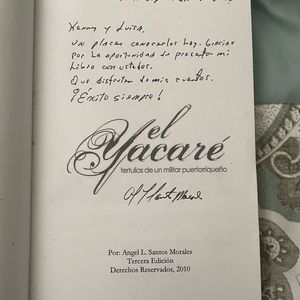 Kenny y Luisa,
Un placer conocerlos hoy. Gracias
por la oportunidad de presentar mi
libro con ustedes.
Que disfruten de mis cuentos.
¡Éxito siempre!
el
Yacaré
tertulias de un militar puertorriqueño
Por: Angel L. Santos Morales
Tercera Edición
Derechos Reservados, 2010